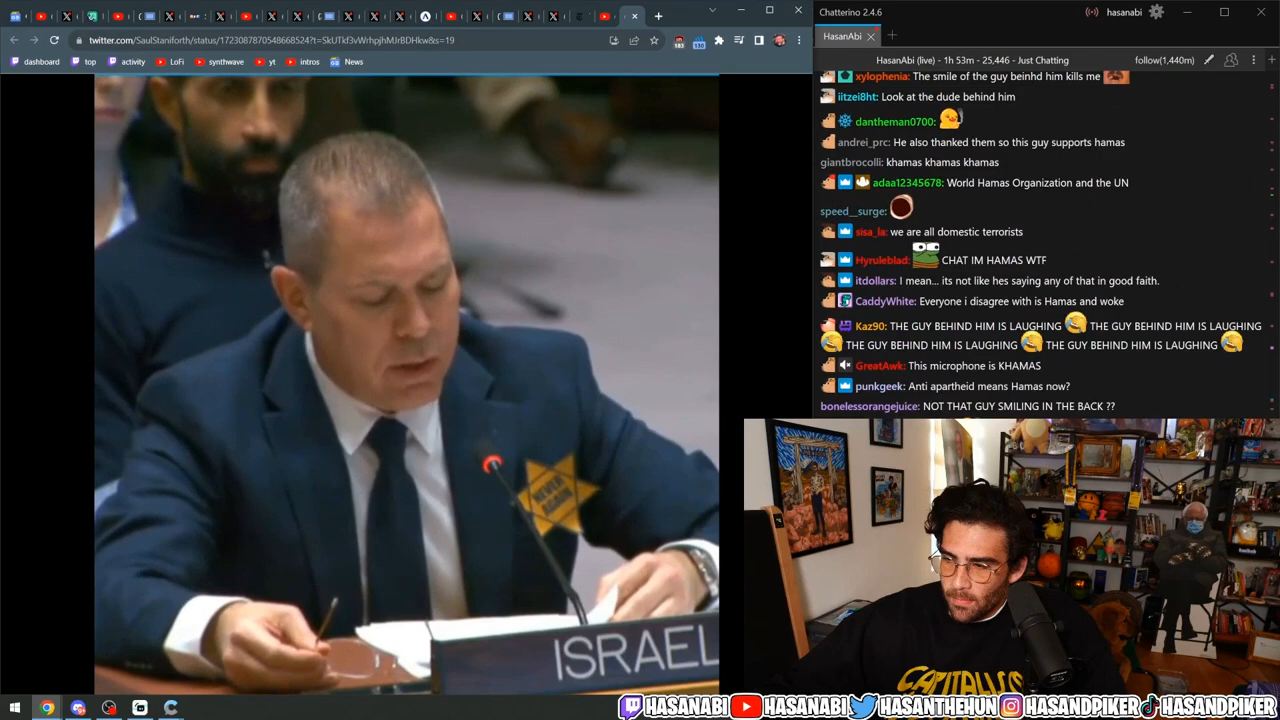 twitter.com/SaulStaniforth/status/1723087870548668524?t=SkUTkf3vWrhpjhMJrBDHkw&s=19
dashboard
top
activity
LoFi
synthwave
yt
intros
News
NEVER
AGAIN
ISRAEL
Chatterino 2.4.6
hasanabi
HasanAbi
HasanAbi (live) - 1h 53m - 25,446 - Just Chatting
follow(1,440m)
xylophenia: The smile of the guy beinhd him kills me
iitzei8ht: Look at the dude behind him
dantheman0700:
andrei_prc: He also thanked them so this guy supports hamas
giantbrocolli: khamas khamas khamas
adaa12345678: World Hamas Organization and the UN
speed__surge:
sisa_la: we are all domestic terrorists
Hyruleblad: CHAT IM HAMAS WTF
itdollars: I mean... its not like hes saying any of that in good faith.
CaddyWhite: Everyone i disagree with is Hamas and woke
Kaz90: THE GUY BEHIND HIM IS LAUGHING THE GUY BEHIND HIM IS LAUGHING
THE GUY BEHIND HIM IS LAUGHING THE GUY BEHIND HIM IS LAUGHING
GreatAwk: This microphone is KHAMAS
punkgeek: Anti apartheid means Hamas now?
bonelessorangejuice: NOT THAT GUY SMILING IN THE BACK ??
CAPITALIS
HASANABI
HASANABI
HASANTHEHUN
HASANDPIKER
HASANDPIKER